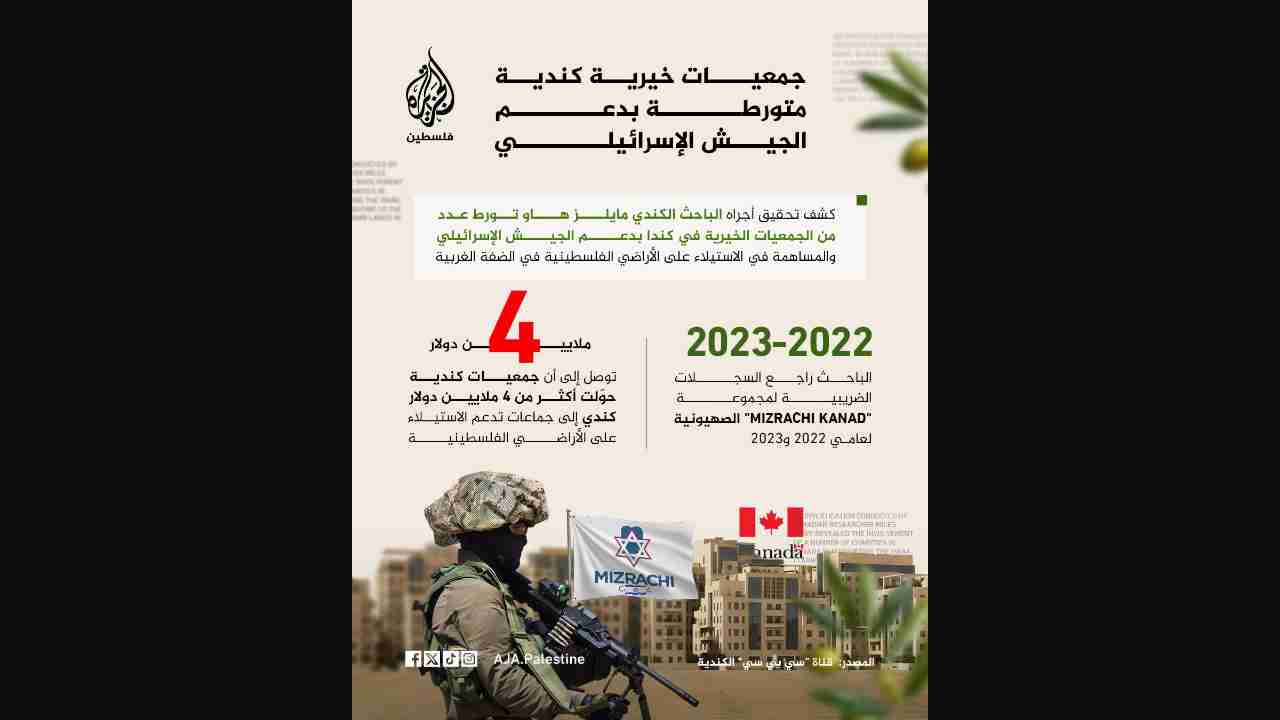 جمعيات خيرية كندية
متورطة بدعم
الجيش الإسرائيلي
الجزيرة
فلسطين
كشف تحقيق أجراه الباحث الكندي مايلز هاو تورط عدد
من الجمعيات الخيرية في كندا بدعم الجيش الإسرائيلي
والمساهمة في الاستيلاء على الأراضي الفلسطينية في الضفة الغربية
2023-2022
الباحث راجع السجلات
الضريبية لمجموعة
"MIZRACHI KANAD" الصهيونية
لعامي 2022 و2023
4
ملايين دولار
توصل إلى أن جمعيات كندية
حوّلت أكثر من 4 ملايين دولار
كندي إلى جماعات تدعم الاستيلاء
على الأراضي الفلسطينية
MIZRACHI
anada
المصدر: قناة "سي بي سي" الكندية
AJA.Palestine